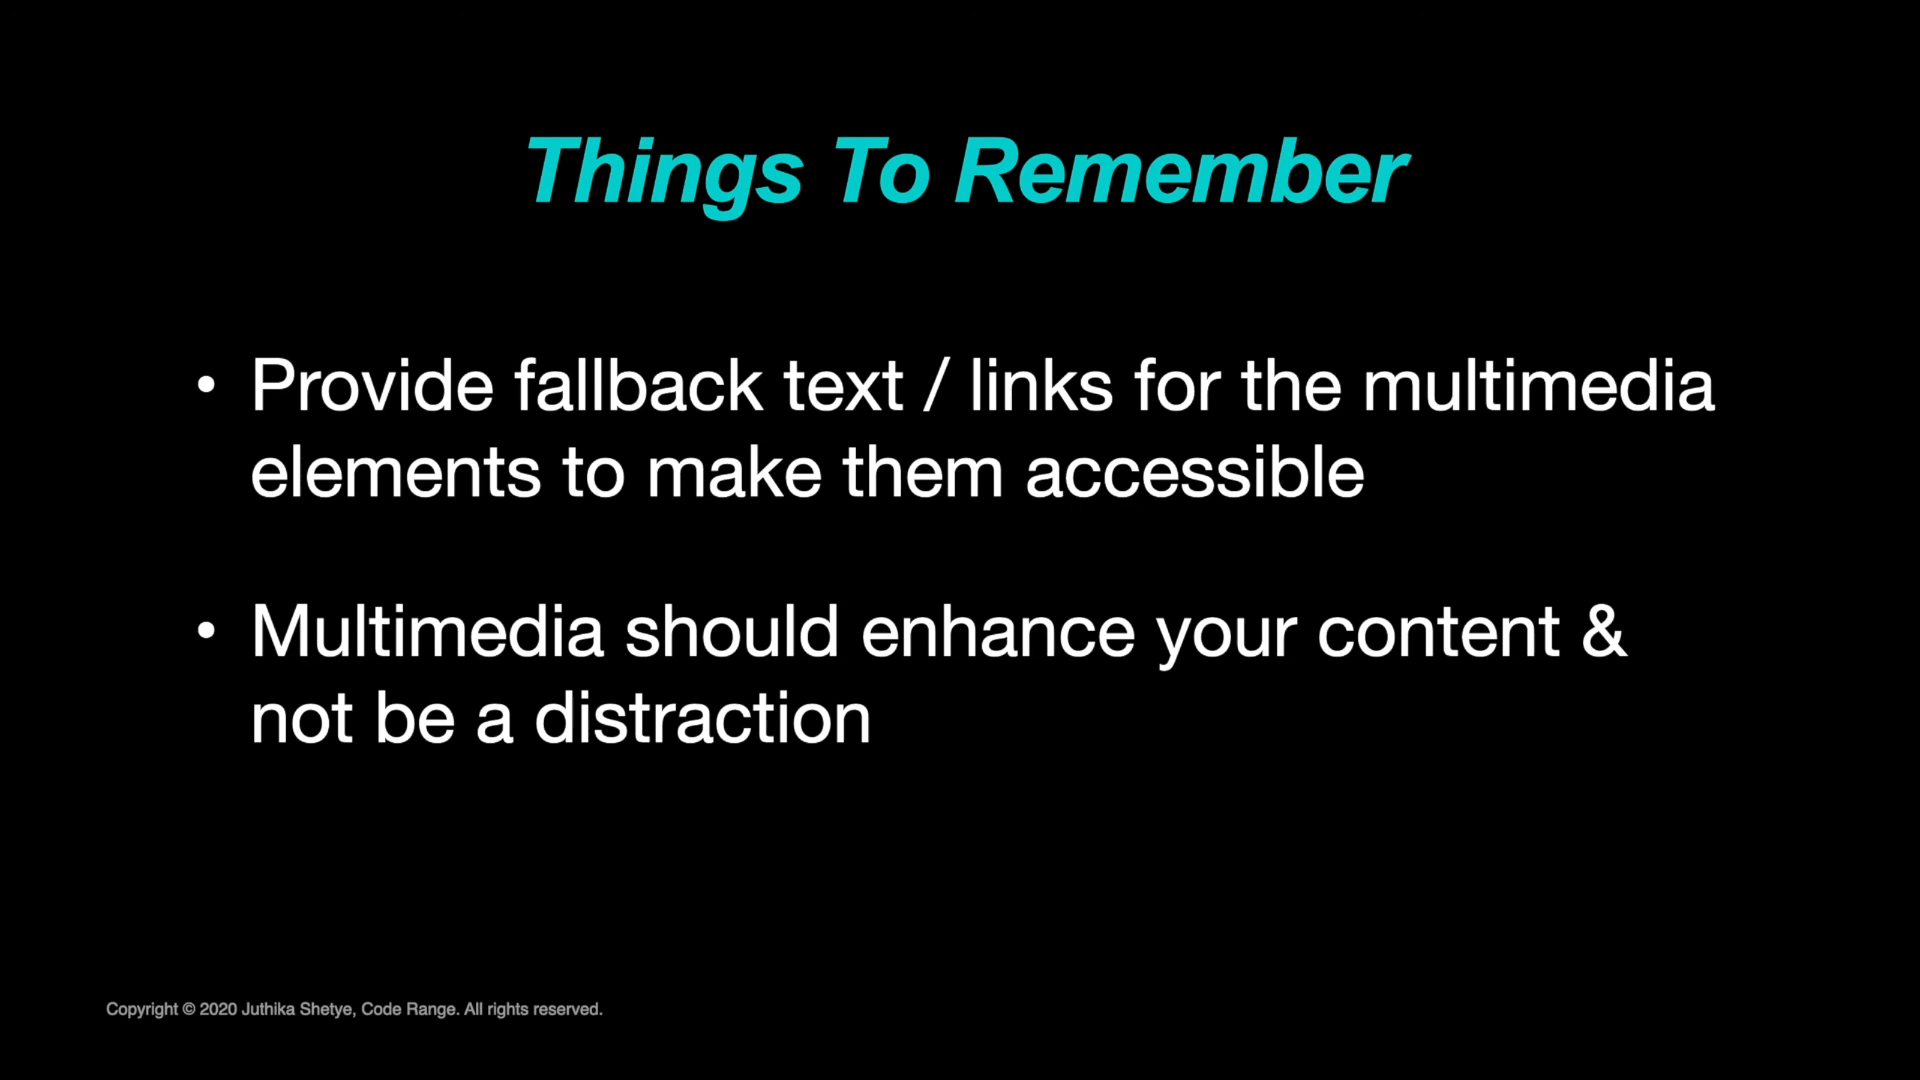 Things To Remember
• Provide fallback text / links for the multimedia
elements to make them accessible
• Multimedia should enhance your content &
not be a distraction
Copyright © 2020 Juthika Shetye, Code Range. All rights reserved.